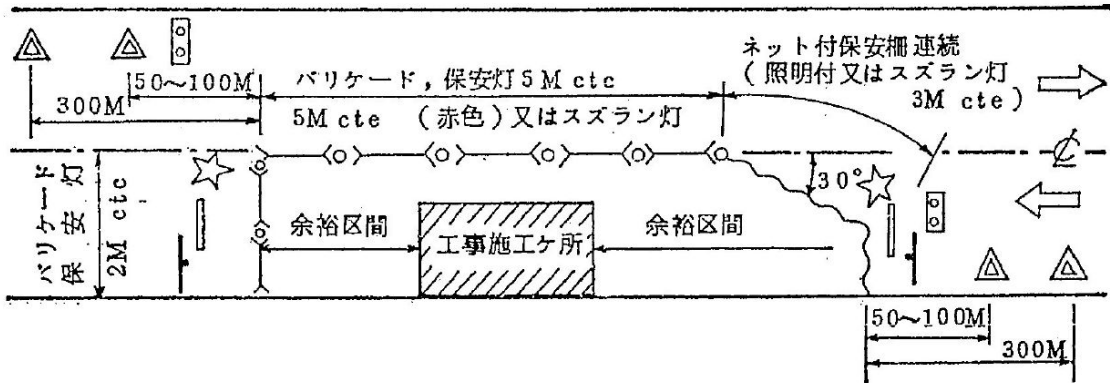 ネット付保安柵連続
(照明付又はスズラン灯
3M cte)
50〜100M
バリケード,保安灯5M ctc
300M
5M cte (赤色)又はスズラン灯
バリケード
保安灯
2M ctc
30°
余裕区間
工事施工ケ所
余裕区間
50〜100M
300M